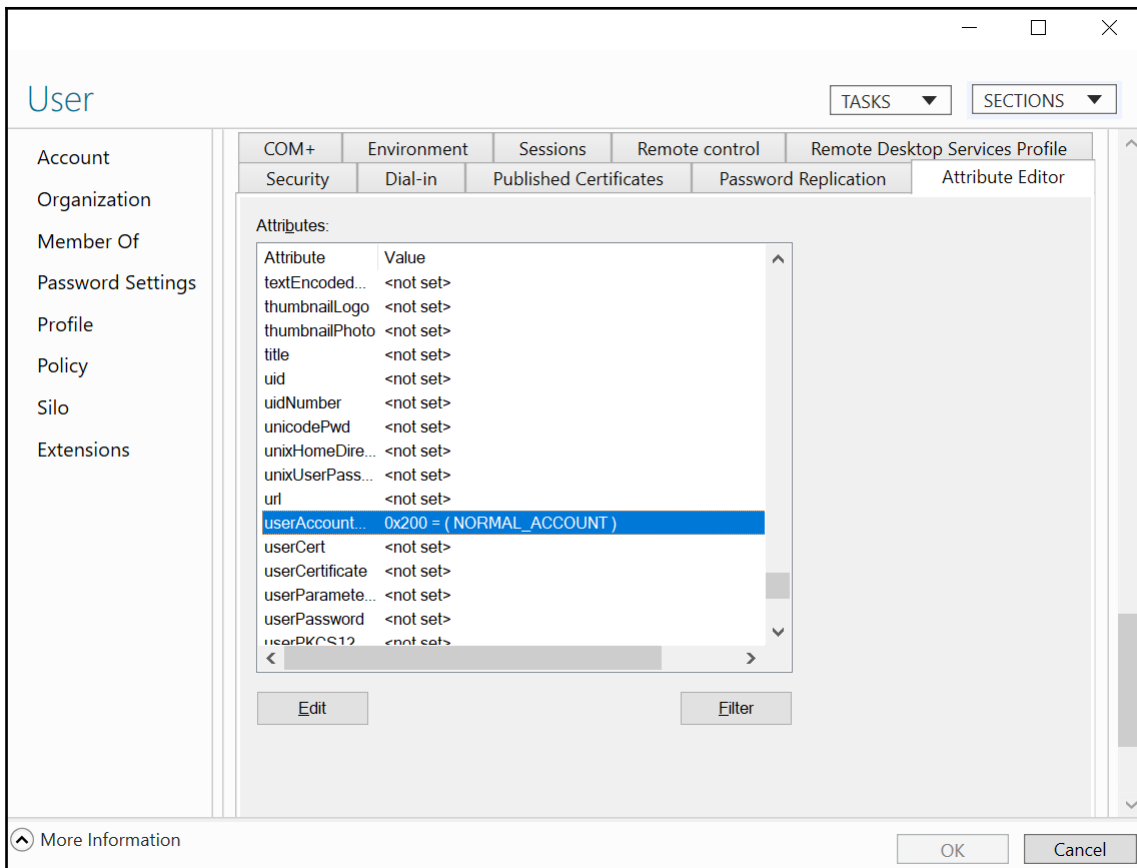 User
TASKS
SECTIONS
Account
Organization
Member Of
Password Settings
Profile
Policy
Silo
Extensions
COM+ Environment Sessions Remote control Remote Desktop Services Profile
Security Dial-in Published Certificates Password Replication Attribute Editor
Attributes:
Attribute Value
textEncoded... <not set>
thumbnailLogo <not set>
thumbnailPhoto <not set>
title <not set>
uid <not set>
uidNumber <not set>
unicodePwd <not set>
unixHomeDire... <not set>
unixUserPass... <not set>
url <not set>
userAccount... 0x200 = ( NORMAL_ACCOUNT )
userCert <not set>
userCertificate <not set>
userParamete... <not set>
userPassword <not set>
userPKCS12 <not set>
Edit Filter
More Information
OK Cancel